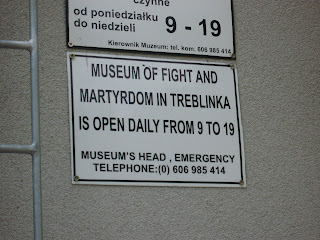 czynne
od poniedziałku
do niedzieli 9 - 19
Kierownik Muzeum: tel. kom. 606 985 414
MUSEUM OF FIGHT AND
MARTYRDOM IN TREBLINKA
IS OPEN DAILY FROM 9 TO 19
MUSEUM'S HEAD , EMERGENCY
TELEPHONE:(0) 606 985 414